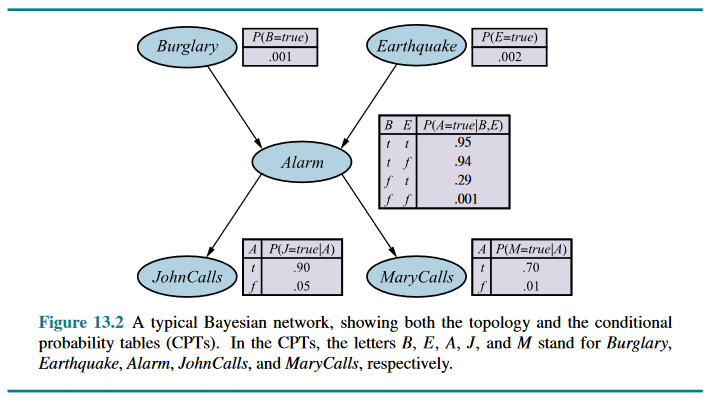 Burglary
P(B=true)
.001
Earthquake
P(E=true)
.002
Alarm
B E P(A=true|B,E)
t t .95
t f .94
f t .29
f f .001
JohnCalls
A P(J=true|A)
t .90
f .05
MaryCalls
A P(M=true|A)
t .70
f .01
Figure 13.2 A typical Bayesian network, showing both the topology and the conditional
probability tables (CPTs). In the CPTs, the letters B, E, A, J, and M stand for Burglary,
Earthquake, Alarm, JohnCalls, and MaryCalls, respectively.